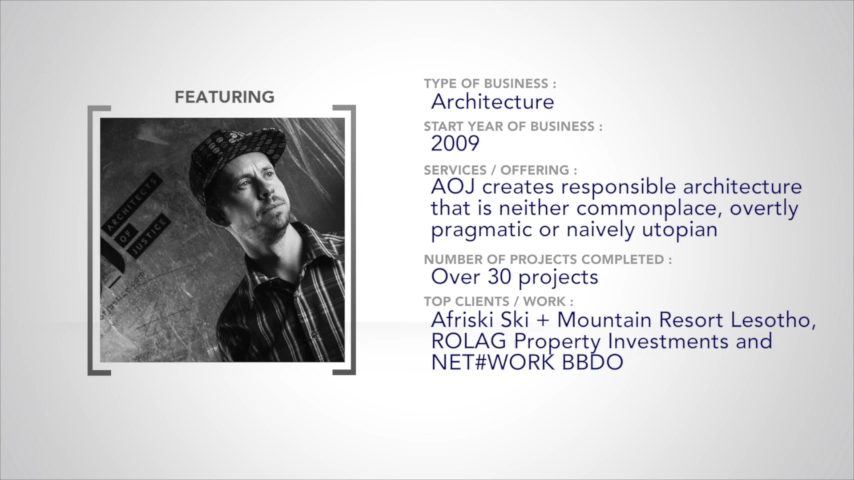 FEATURING
ARCHITECTS
OF
JUSTICE
TYPE OF BUSINESS :
Architecture
START YEAR OF BUSINESS :
2009
SERVICES / OFFERING :
AOJ creates responsible architecture
that is neither commonplace, overtly
pragmatic or naively utopian
NUMBER OF PROJECTS COMPLETED :
Over 30 projects
TOP CLIENTS / WORK :
Afriski Ski + Mountain Resort Lesotho,
ROLAG Property Investments and
NET#WORK BBDO